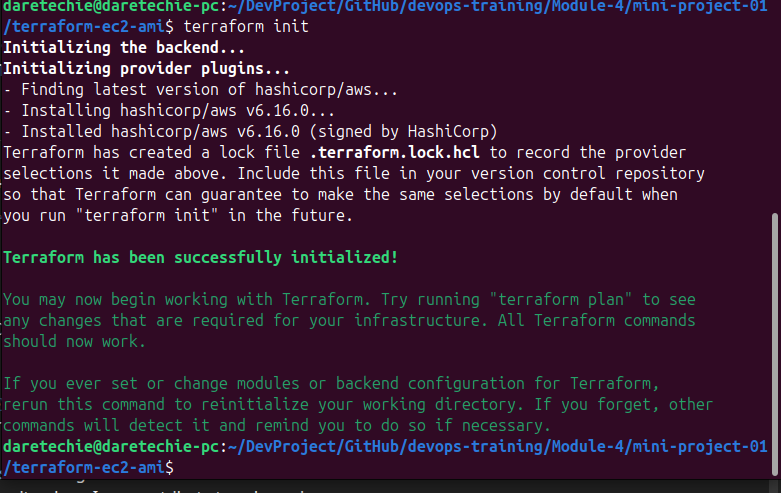 daretechie@daretechie-pc:~/DevProject/GitHub/devops-training/Module-4/mini-project-01
/terraform-ec2-ami$ terraform init
Initializing the backend...
Initializing provider plugins...
- Finding latest version of hashicorp/aws...
- Installing hashicorp/aws v6.16.0...
- Installed hashicorp/aws v6.16.0 (signed by HashiCorp)
Terraform has created a lock file .terraform.lock.hcl to record the provider
selections it made above. Include this file in your version control repository
so that Terraform can guarantee to make the same selections by default when
you run "terraform init" in the future.
Terraform has been successfully initialized!
You may now begin working with Terraform. Try running "terraform plan" to see
any changes that are required for your infrastructure. All Terraform commands
should now work.
If you ever set or change modules or backend configuration for Terraform,
rerun this command to reinitialize your working directory. If you forget, other
commands will detect it and remind you to do so if necessary.
daretechie@daretechie-pc:~/DevProject/GitHub/devops-training/Module-4/mini-project-01
/terraform-ec2-ami$